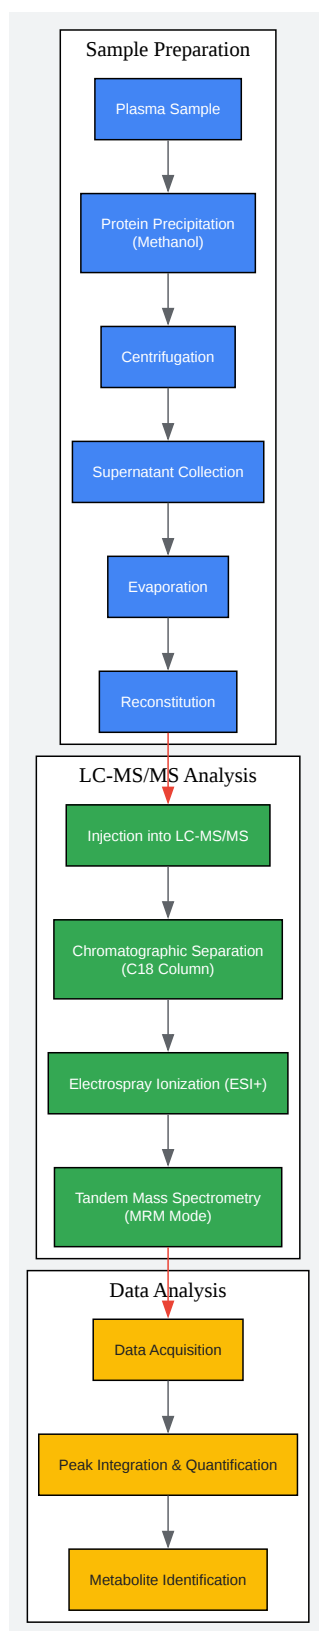 Sample Preparation
Plasma Sample
Protein Precipitation
(Methanol)
Centrifugation
Supernatant Collection
Evaporation
Reconstitution
LC-MS/MS Analysis
Injection into LC-MS/MS
Chromatographic Separation
(C18 Column)
Electrospray Ionization (ESI+)
Tandem Mass Spectrometry
(MRM Mode)
Data Analysis
Data Acquisition
Peak Integration & Quantification
Metabolite Identification